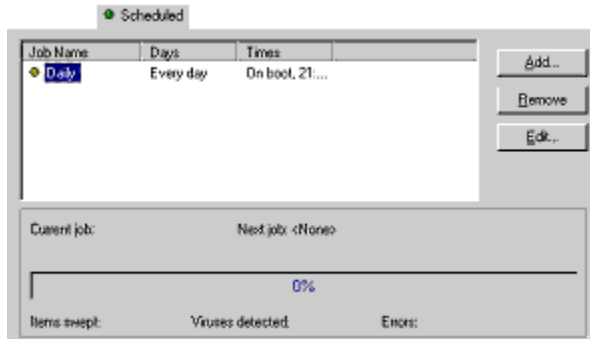 Scheduled
Job Name Days Times
Daily Every day On boot, 21:...
Add...
Remove
Edit...
Current job: Next job: <None>
0%
Items swept: Viruses detected: Errors: